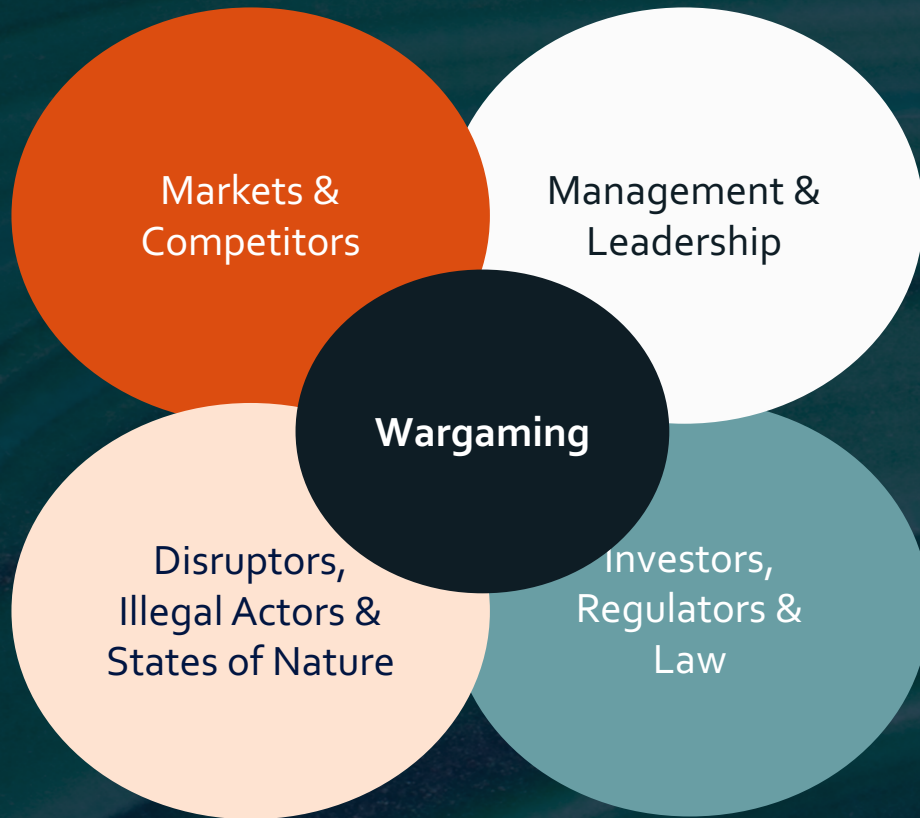 Markets &
Competitors
Management &
Leadership
Wargaming
Disruptors,
Illegal Actors &
States of Nature
Investors,
Regulators &
Law